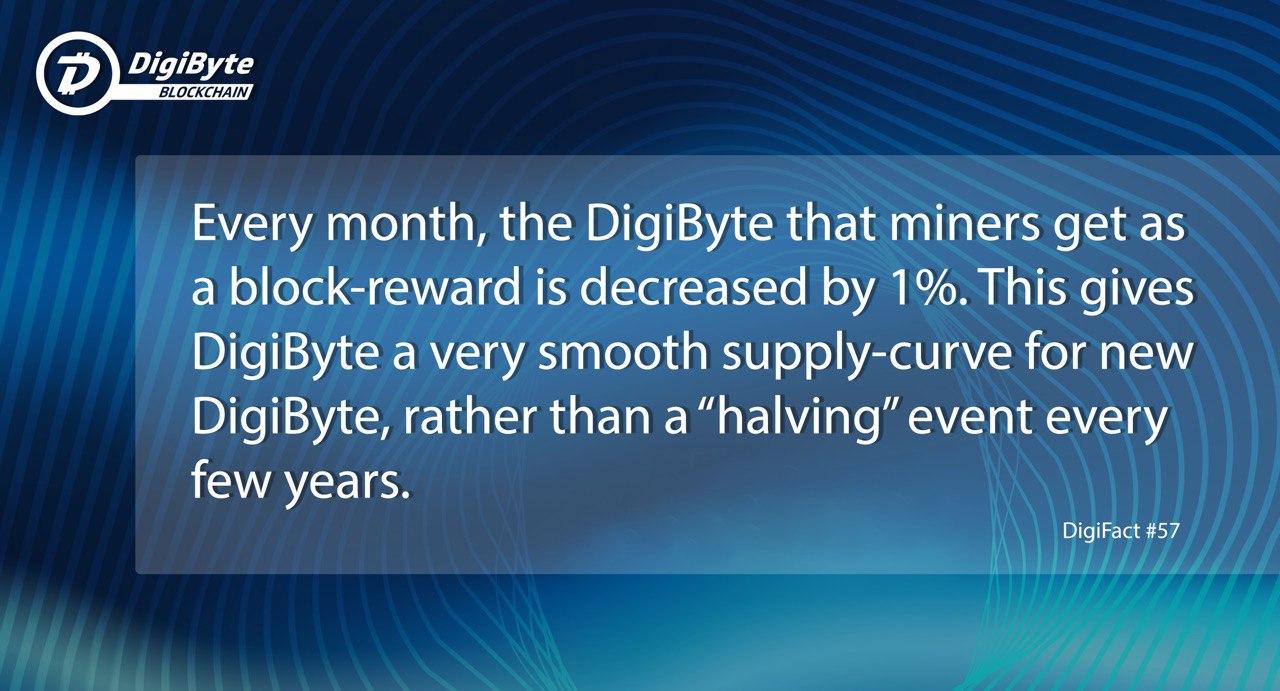 DigiByte
BLOCKCHAIN
Every month, the DigiByte that miners get as
a block-reward is decreased by 1%. This gives
DigiByte a very smooth supply-curve for new
DigiByte, rather than a “halving” event every
few years.
DigiFact #57